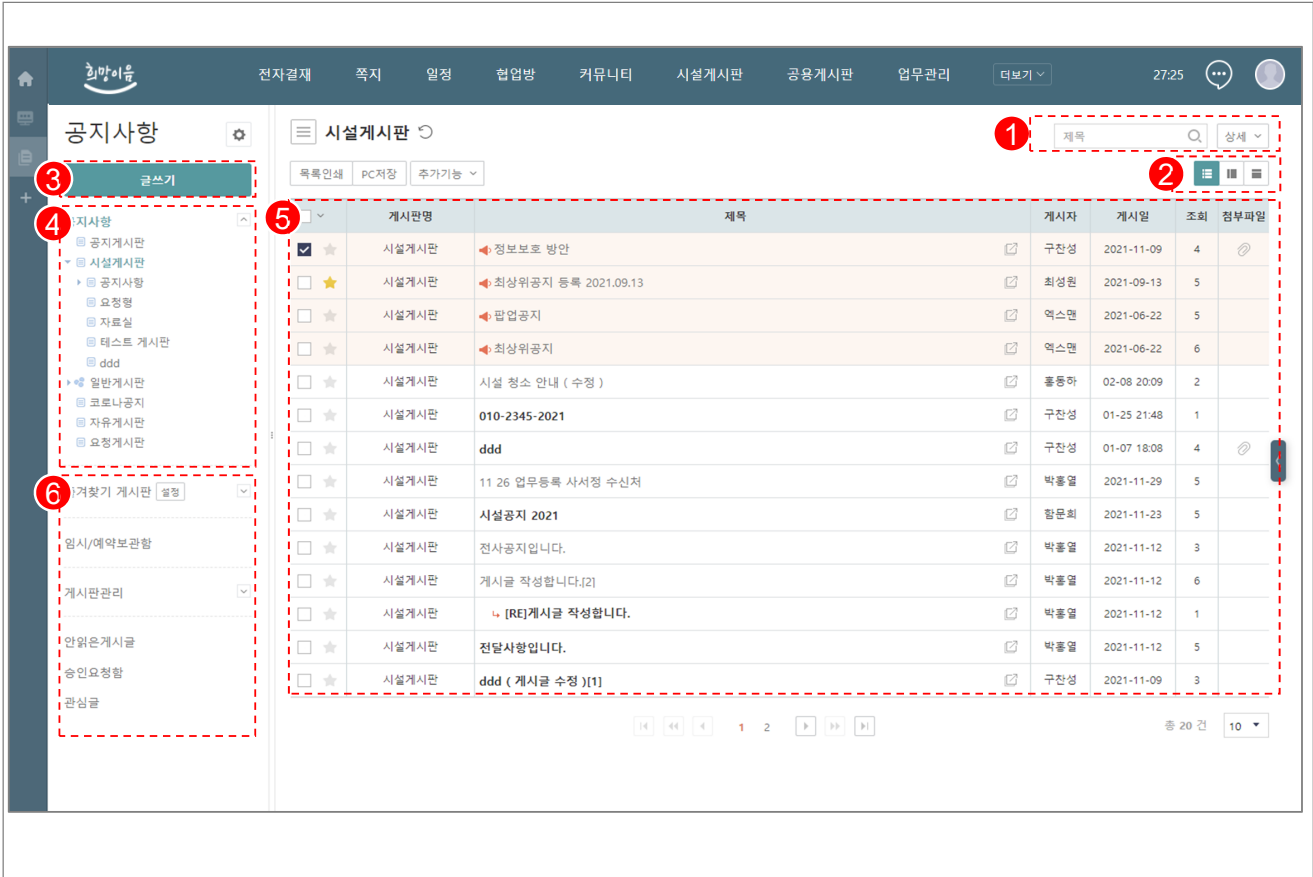 희망이음 전자결재 쪽지 일정 협업방 커뮤니티 시설게시판 공용게시판 업무관리 더보기 27:25
공지사항
시설게시판
1 제목 상세
목록인쇄 PC저장 추가기능
2
3 글쓰기
4 공지사항
공지게시판
시설게시판
공지사항
요청형
자료실
테스트 게시판
ddd
일반게시판
코로나공지
자유게시판
요청게시판
6 설정
겨찾기 게시판
임시/예약보관함
게시판관리
안읽은게시글
승인요청함
관심글
5 게시판명 제목 게시자 게시일 조회 첨부파일
시설게시판 정보보호 방안 구찬성 2021-11-09 4
시설게시판 최상위공지 등록 2021.09.13 최성원 2021-09-13 5
시설게시판 팝업공지 엑스맨 2021-06-22 5
시설게시판 최상위공지 엑스맨 2021-06-22 6
시설게시판 시설 청소 안내 ( 수정 ) 홍동하 02-08 20:09 2
시설게시판 010-2345-2021 구찬성 01-25 21:48 1
시설게시판 ddd 구찬성 01-07 18:08 4
시설게시판 11 26 업무등록 사서정 수신처 박홍열 2021-11-29 5
시설게시판 시설공지 2021 함문희 2021-11-23 5
시설게시판 전사공지입니다. 박홍열 2021-11-12 3
시설게시판 게시글 작성합니다.[2] 박홍열 2021-11-12 6
시설게시판 [RE]게시글 작성합니다. 박홍열 2021-11-12 1
시설게시판 전달사항입니다. 박홍열 2021-11-12 5
시설게시판 ddd ( 게시글 수정 )[1] 구찬성 2021-11-09 3
1 2 총 20 건 10